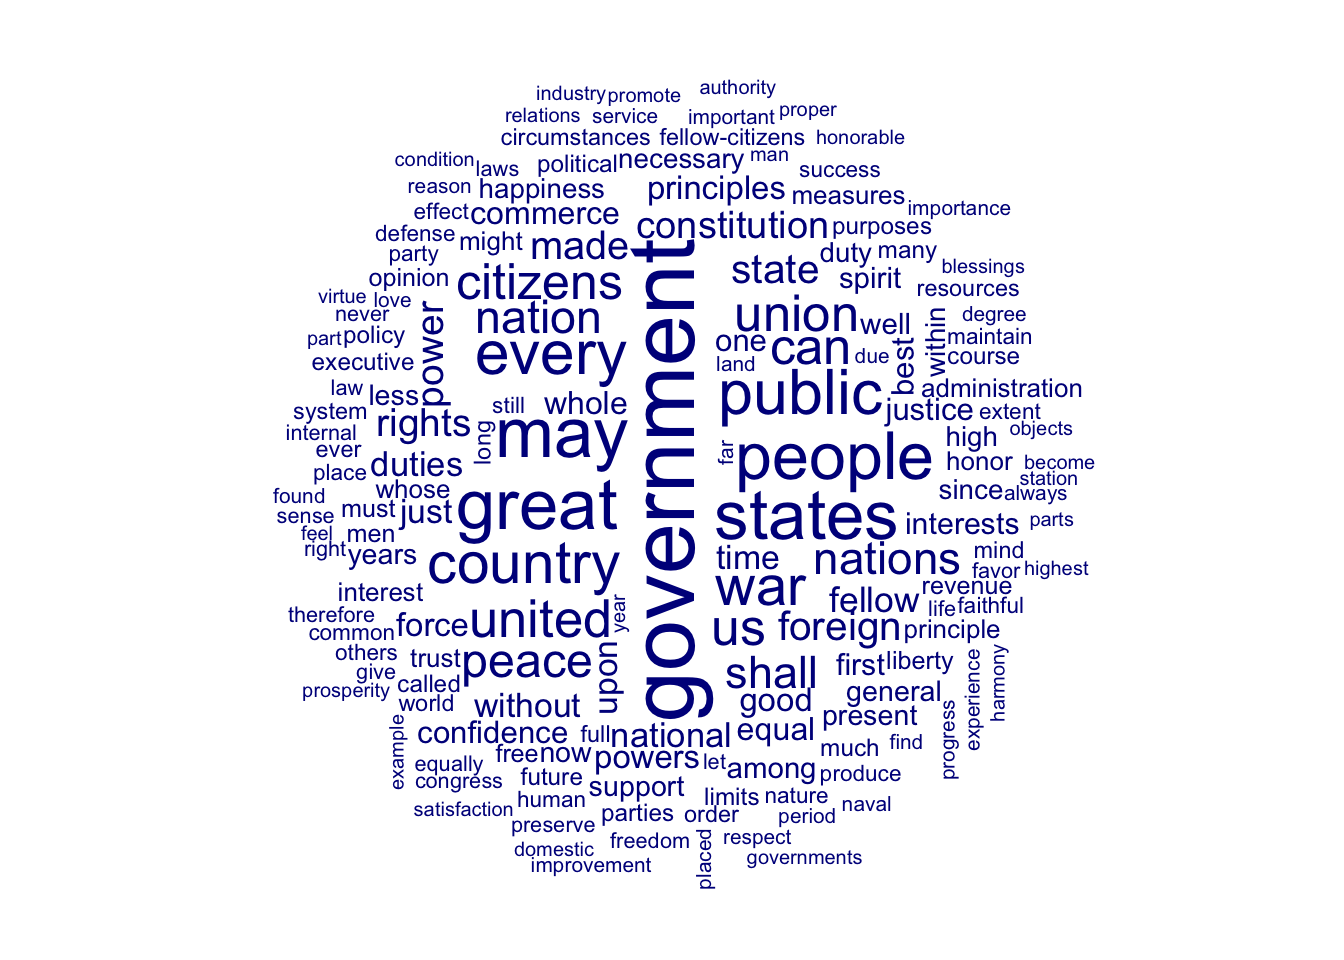 authority
industry promote
proper
relations service important
circumstances fellow-citizens honorable
condition laws political necessary man success
reason happiness principles measures
effect commerce constitution purposes importance
defense party might made duty many
opinion citizens state spirit blessings resources
virtue love never nation union well degree
part policy power one can within maintain
executive every land due best course
law less still whole public administration
system rights justice extent
internal ever long may far high objects
place duties people honor become station
found whose great since always
sense must just states interests parts
feel right men years time nations mind
country favor highest
interest war fellow revenue
therefore common force united year us foreign life faithful principle
others trust peace shall first liberty
give called upon good general experience harmony
prosperity world without government present
example confidence full national equal much find progress
equally free now powers let among produce
congress future support
satisfaction human limits nature naval
preserve parties order period
domestic freedom placed respect
improvement governments